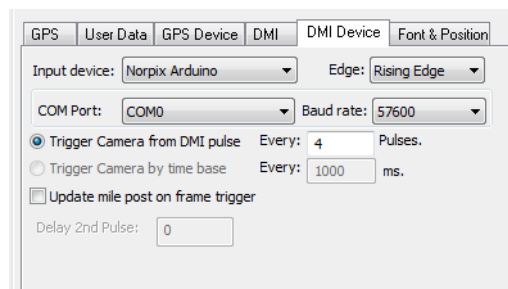 GPS User Data GPS Device DMI DMI Device Font & Position
Input device: Norpix Arduino Edge: Rising Edge
COM Port: COM0 Baud rate: 57600
Trigger Camera from DMI pulse Every: 4 Pulses.
Trigger Camera by time base Every: 1000 ms.
Update mile post on frame trigger
Delay 2nd Pulse: 0